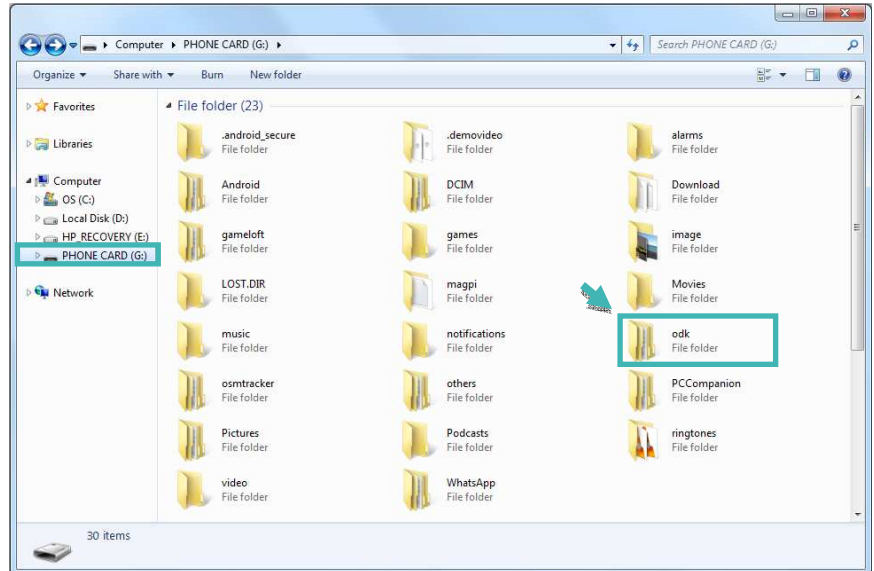 Computer ▸ PHONE CARD (G:) ▸
Search PHONE CARD (G:)
Organize Share with Burn New folder
Favorites
Libraries
Computer
OS (C:)
Local Disk (D:)
HP_RECOVERY (E:)
PHONE CARD (G:)
Network
File folder (23)
.android_secure
File folder
.demovideo
File folder
alarms
File folder
Android
File folder
DCIM
File folder
Download
File folder
gameloft
File folder
games
File folder
image
File folder
LOST.DIR
File folder
magpi
File folder
Movies
File folder
music
File folder
notifications
File folder
odk
File folder
osmtracker
File folder
others
File folder
PCCompanion
File folder
Pictures
File folder
Podcasts
File folder
ringtones
File folder
video
File folder
WhatsApp
File folder
30 items